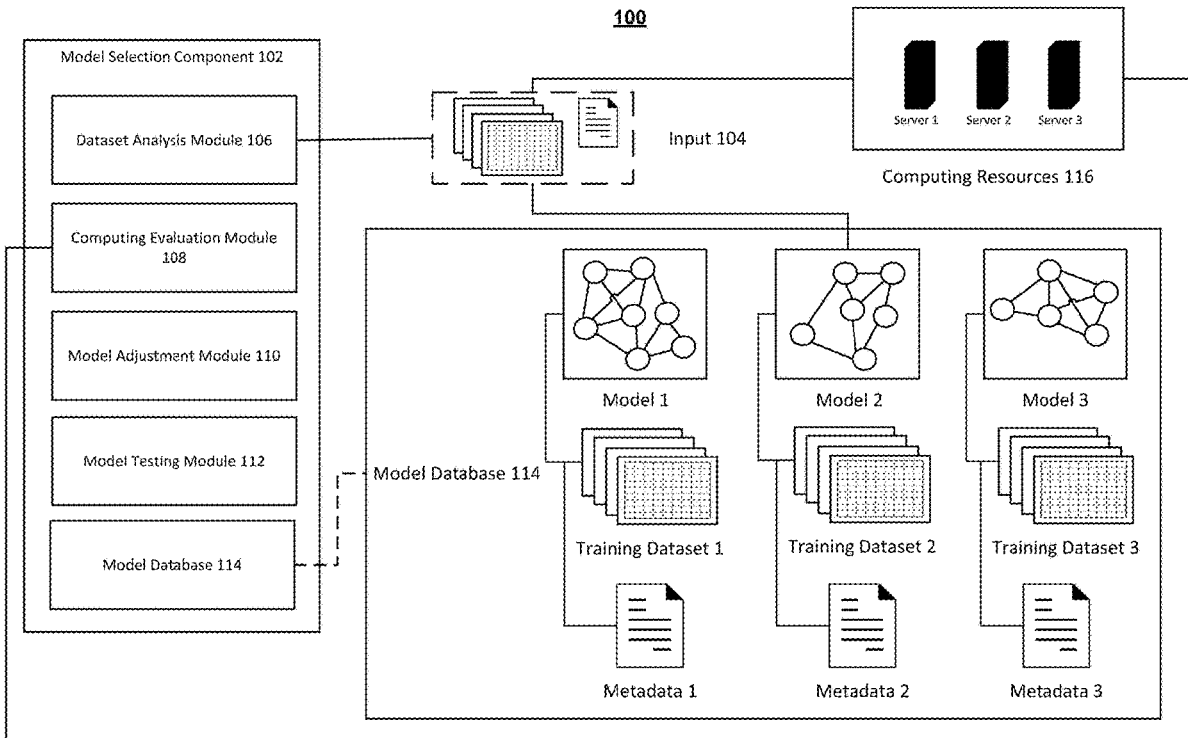 100
Model Selection Component 102
Dataset Analysis Module 106
Computing Evaluation Module
108
Model Adjustment Module 110
Model Testing Module 112
Model Database 114
Input 104
Server 1
Server 2
Server 3
Computing Resources 116
Model Database 114
Model 1
Model 2
Model 3
Training Dataset 1
Training Dataset 2
Training Dataset 3
Metadata 1
Metadata 2
Metadata 3